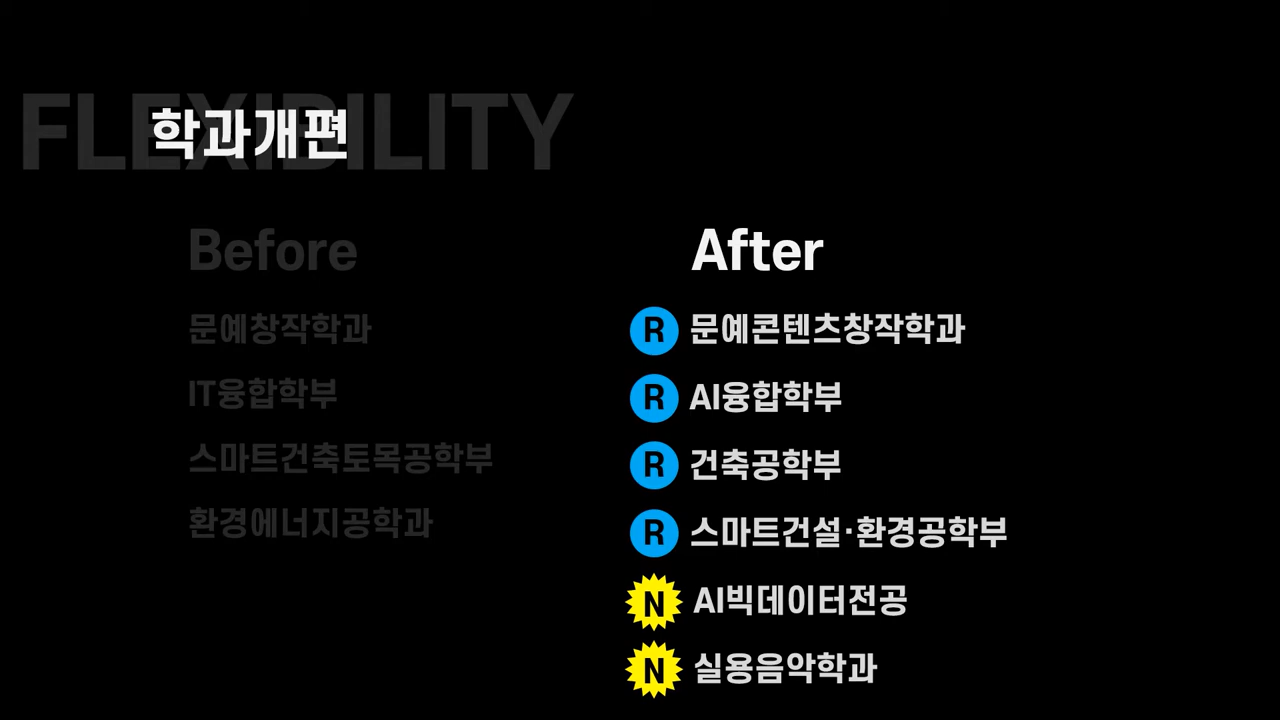 FLEXIBILITY
학과개편
Before
문예창작학과
IT융합학부
스마트건축토목공학부
환경에너지공학과
After
R 문예콘텐츠창작학과
R AI융합학부
R 건축공학부
R 스마트건설·환경공학부
N AI빅데이터전공
N 실용음악학과